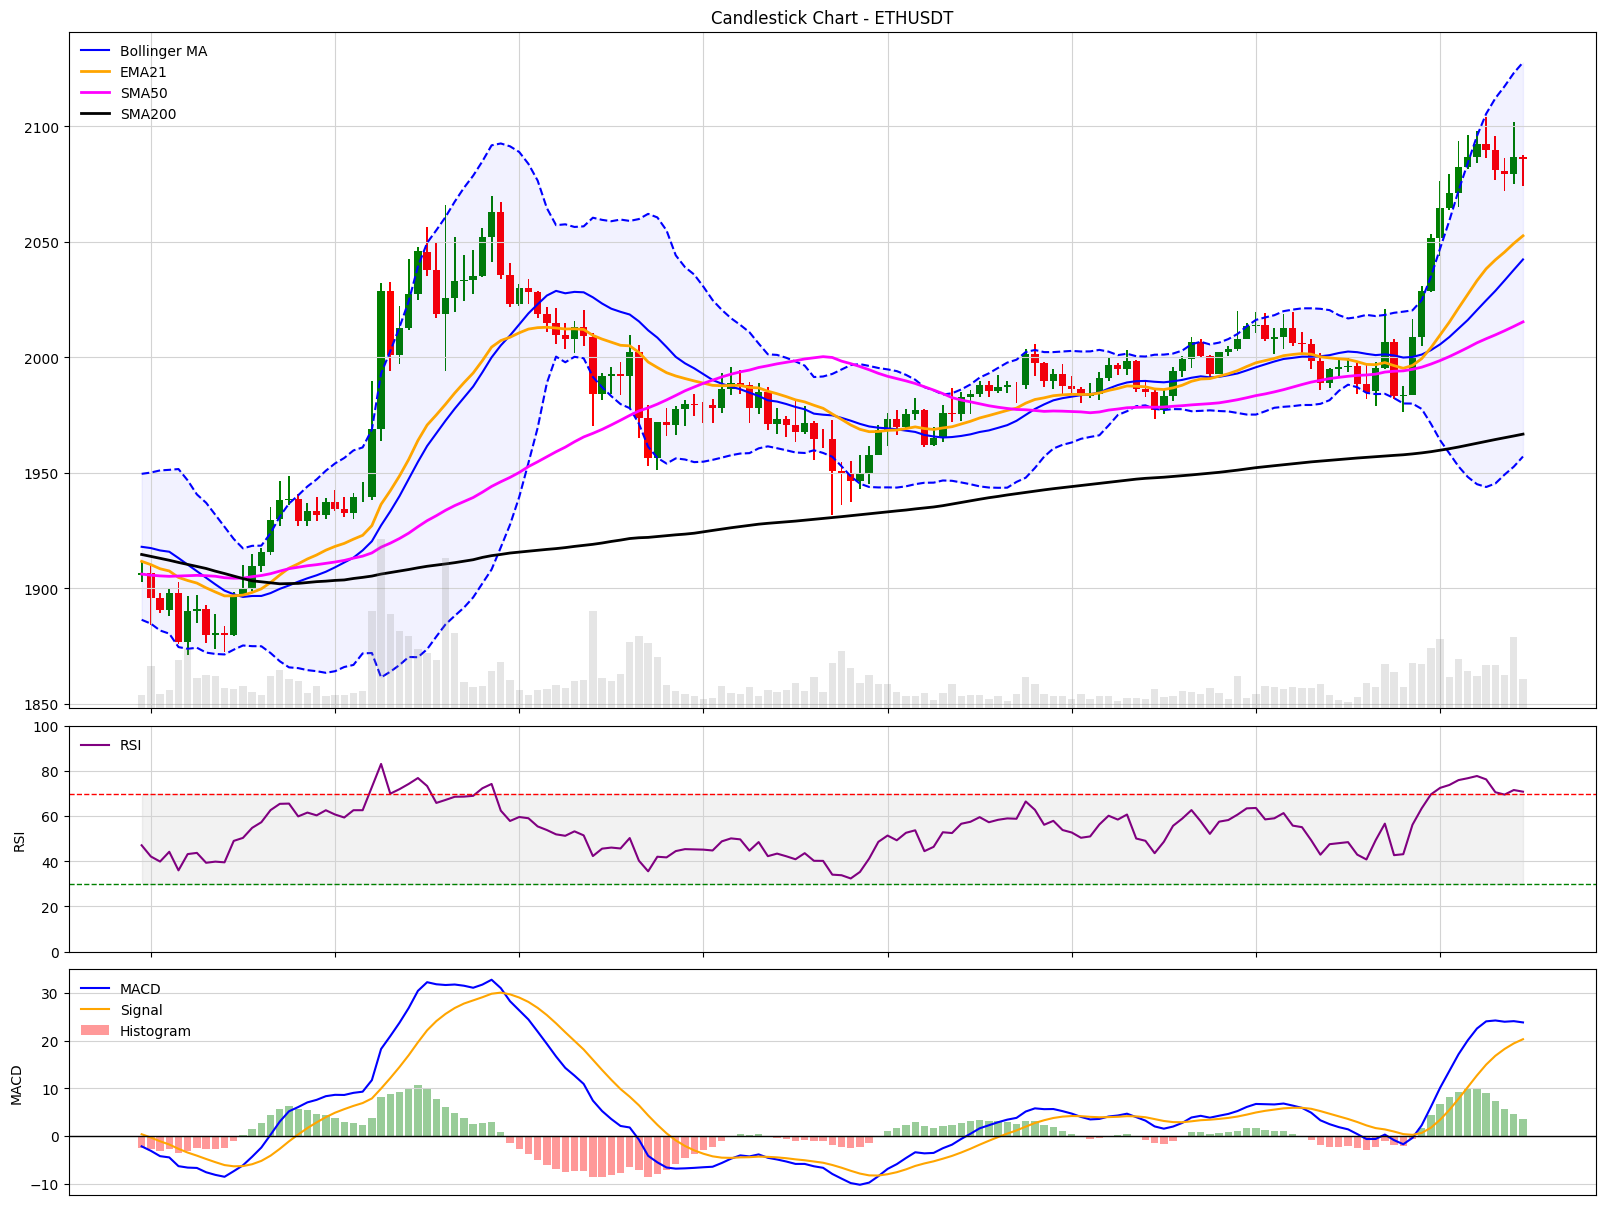 Candlestick Chart - ETHUSDT
Bollinger MA
EMA21
SMA50
SMA200
2100
2050
2000
1950
1900
1850
RSI
100
80
60
40
20
0
RSI
MACD
Signal
Histogram
30
20
10
0
−10
MACD